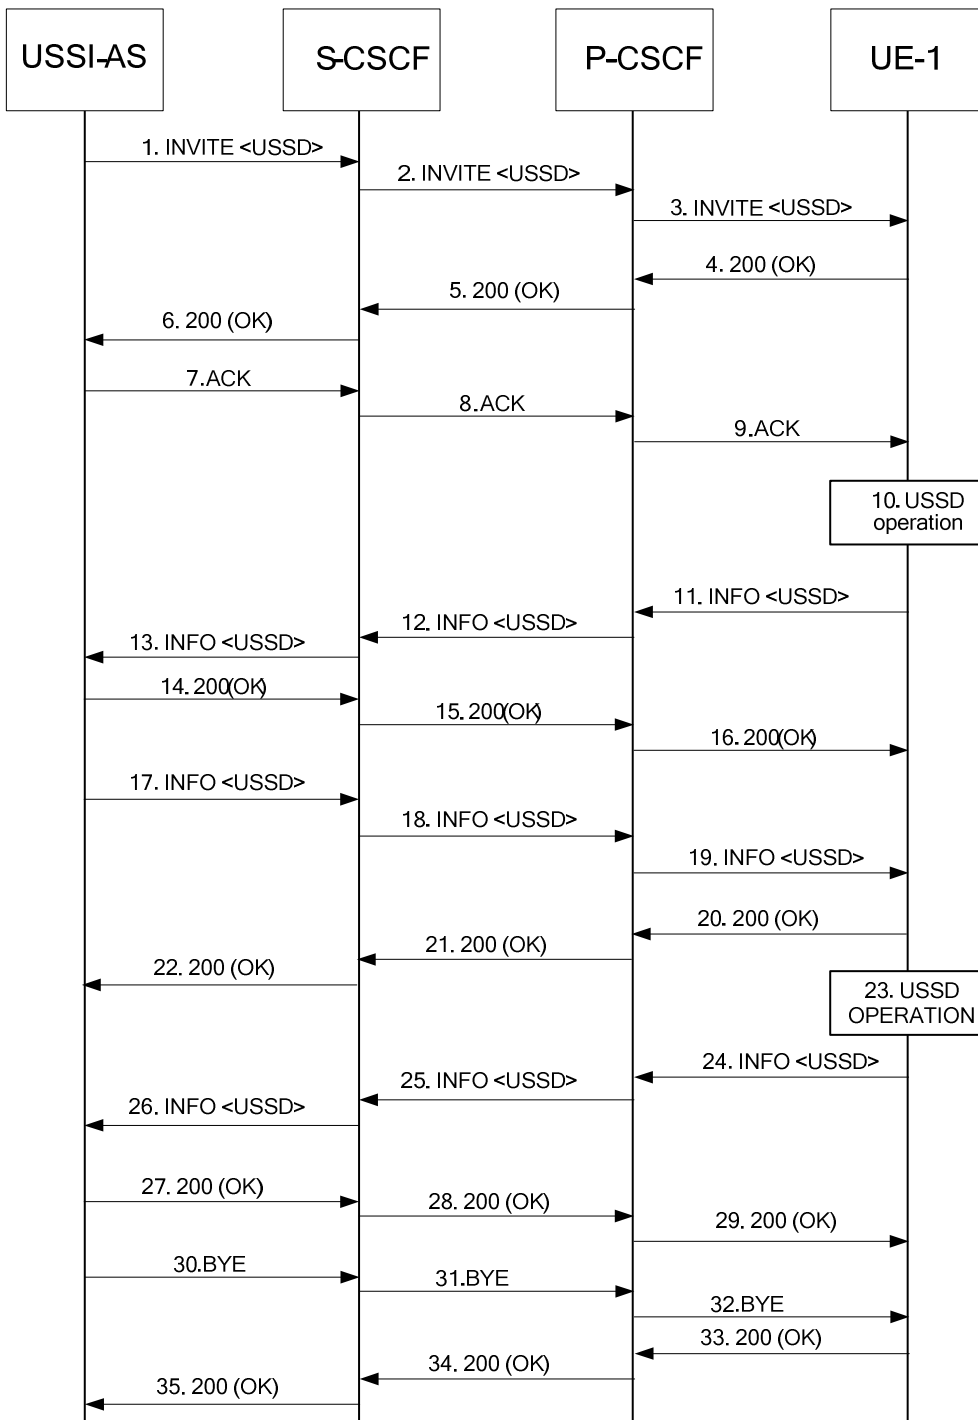 USSI-AS
S-CSCF
P-CSCF
UE-1
1. INVITE <USSD>
2. INVITE <USSD>
3. INVITE <USSD>
4. 200 (OK)
5. 200 (OK)
6. 200 (OK)
7.ACK
8.ACK
9.ACK
10. USSD
operation
11. INFO <USSD>
12. INFO <USSD>
13. INFO <USSD>
14. 200(OK)
15. 200(OK)
16. 200(OK)
17. INFO <USSD>
18. INFO <USSD>
19. INFO <USSD>
20. 200 (OK)
21. 200 (OK)
22. 200 (OK)
23. USSD
OPERATION
24. INFO <USSD>
25. INFO <USSD>
26. INFO <USSD>
27. 200 (OK)
28. 200 (OK)
29. 200 (OK)
30.BYE
31.BYE
32.BYE
33. 200 (OK)
34. 200 (OK)
35. 200 (OK)